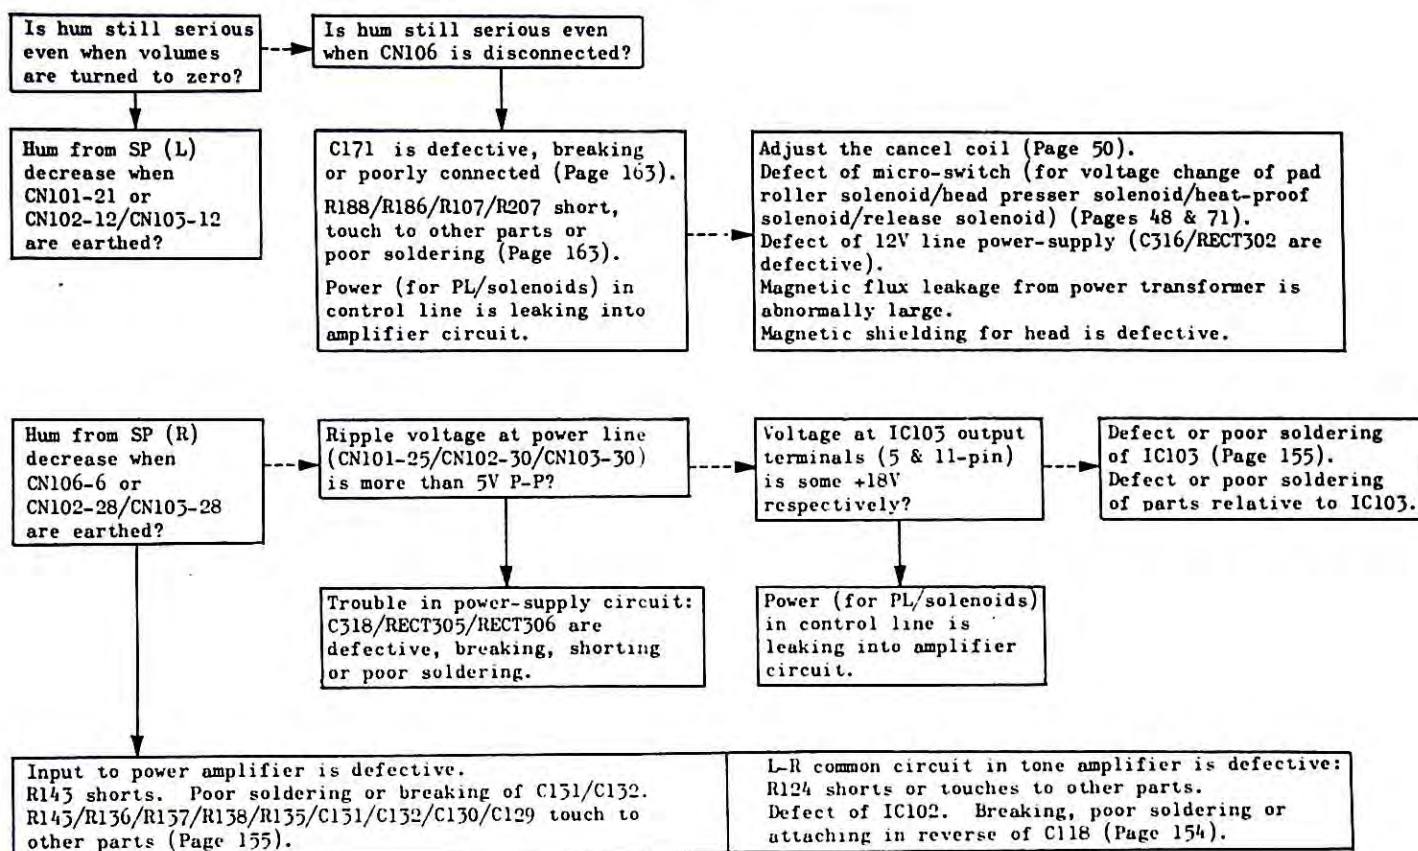 Is hum still serious
even when volumes
are turned to zero?
Is hum still serious even
when CN106 is disconnected?
Hum from SP (L)
decrease when
CN101-21 or
CN102-12/CN103-12
are earthed?
C171 is defective, breaking
or poorly connected (Page 163).
R188/R186/R107/R207 short,
touch to other parts or
poor soldering (Page 163).
Power (for PL/solenoids) in
control line is leaking into
amplifier circuit.
Adjust the cancel coil (Page 50).
Defect of micro-switch (for voltage change of pad
roller solenoid/head presser solenoid/heat-proof
solenoid/release solenoid) (Pages 48 & 71).
Defect of 12V line power-supply (C316/RECT302 are
defective).
Magnetic flux leakage from power transformer is
abnormally large.
Magnetic shielding for head is defective.
Hum from SP (R)
decrease when
CN106-6 or
CN102-28/CN103-28
are earthed?
Ripple voltage at power line
(CN101-25/CN102-30/CN103-30)
is more than 5V P-P?
Voltage at IC103 output
terminals (5 & 11-pin)
is some +18V
respectively?
Defect or poor soldering
of IC103 (Page 155).
Defect or poor soldering
of parts relative to IC103.
Trouble in power-supply circuit:
C318/RECT305/RECT306 are
defective, breaking, shorting
or poor soldering.
Power (for PL/solenoids)
in control line is
leaking into amplifier
circuit.
Input to power amplifier is defective.
R143 shorts. Poor soldering or breaking of C131/C132.
R143/R136/R137/R138/R135/C131/C132/C130/C129 touch to
other parts (Page 155).
L-R common circuit in tone amplifier is defective:
R124 shorts or touches to other parts.
Defect of IC102. Breaking, poor soldering or
attaching in reverse of C118 (Page 154).